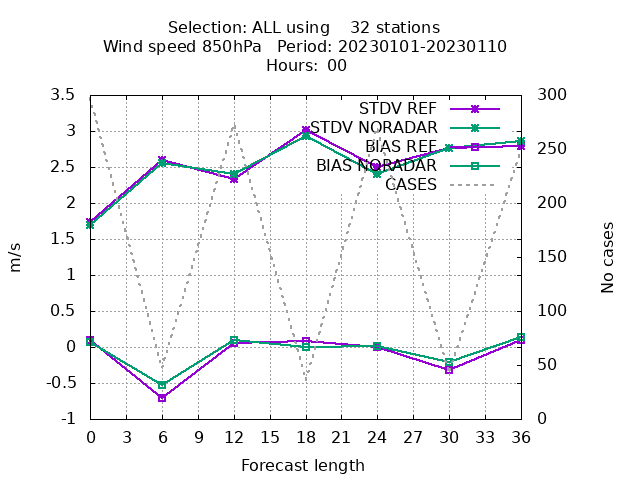 Selection: ALL using    32 stations
Wind speed 850hPa   Period: 20230101-20230110
Hours: 00
3.5
3
2.5
2
1.5
1
0.5
0
-0.5
-1
m/s
STDV REF
STDV NORADAR
BIAS REF
BIAS NORADAR
CASES
300
250
200
150
100
50
0
No cases
0 3 6 9 12 15 18 21 24 27 30 33 36
Forecast length